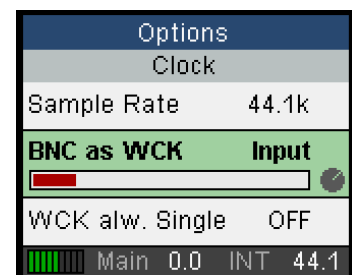 Options
Clock
Sample Rate 44.1k
BNC as WCK Input
WCK alw. Single OFF
Main 0.0 INT 44.1